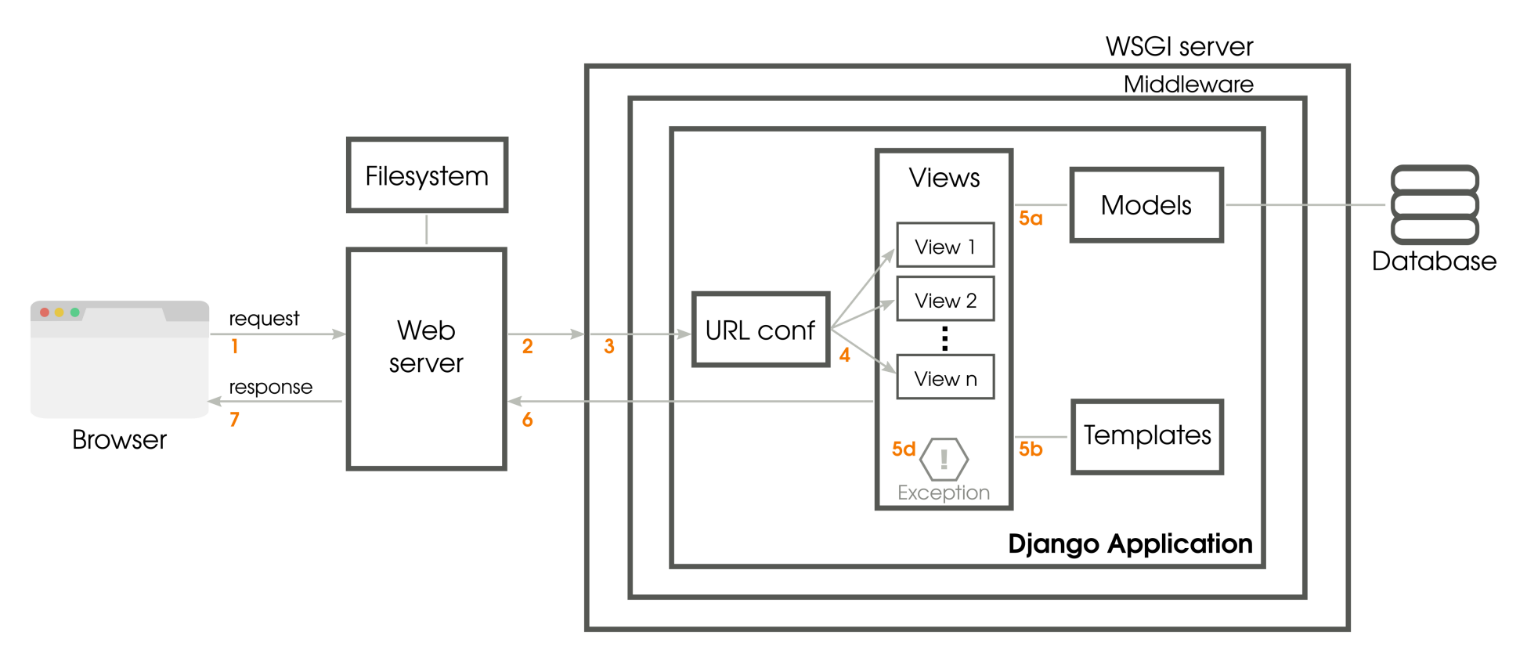 WSGI server
Middleware
Filesystem
Views
Models
5a
View 1
Database
View 2
request
URL conf
Web
server
1
2
3
4
View n
response
7
6
Browser
5d
!
5b
Templates
Exception
Django Application